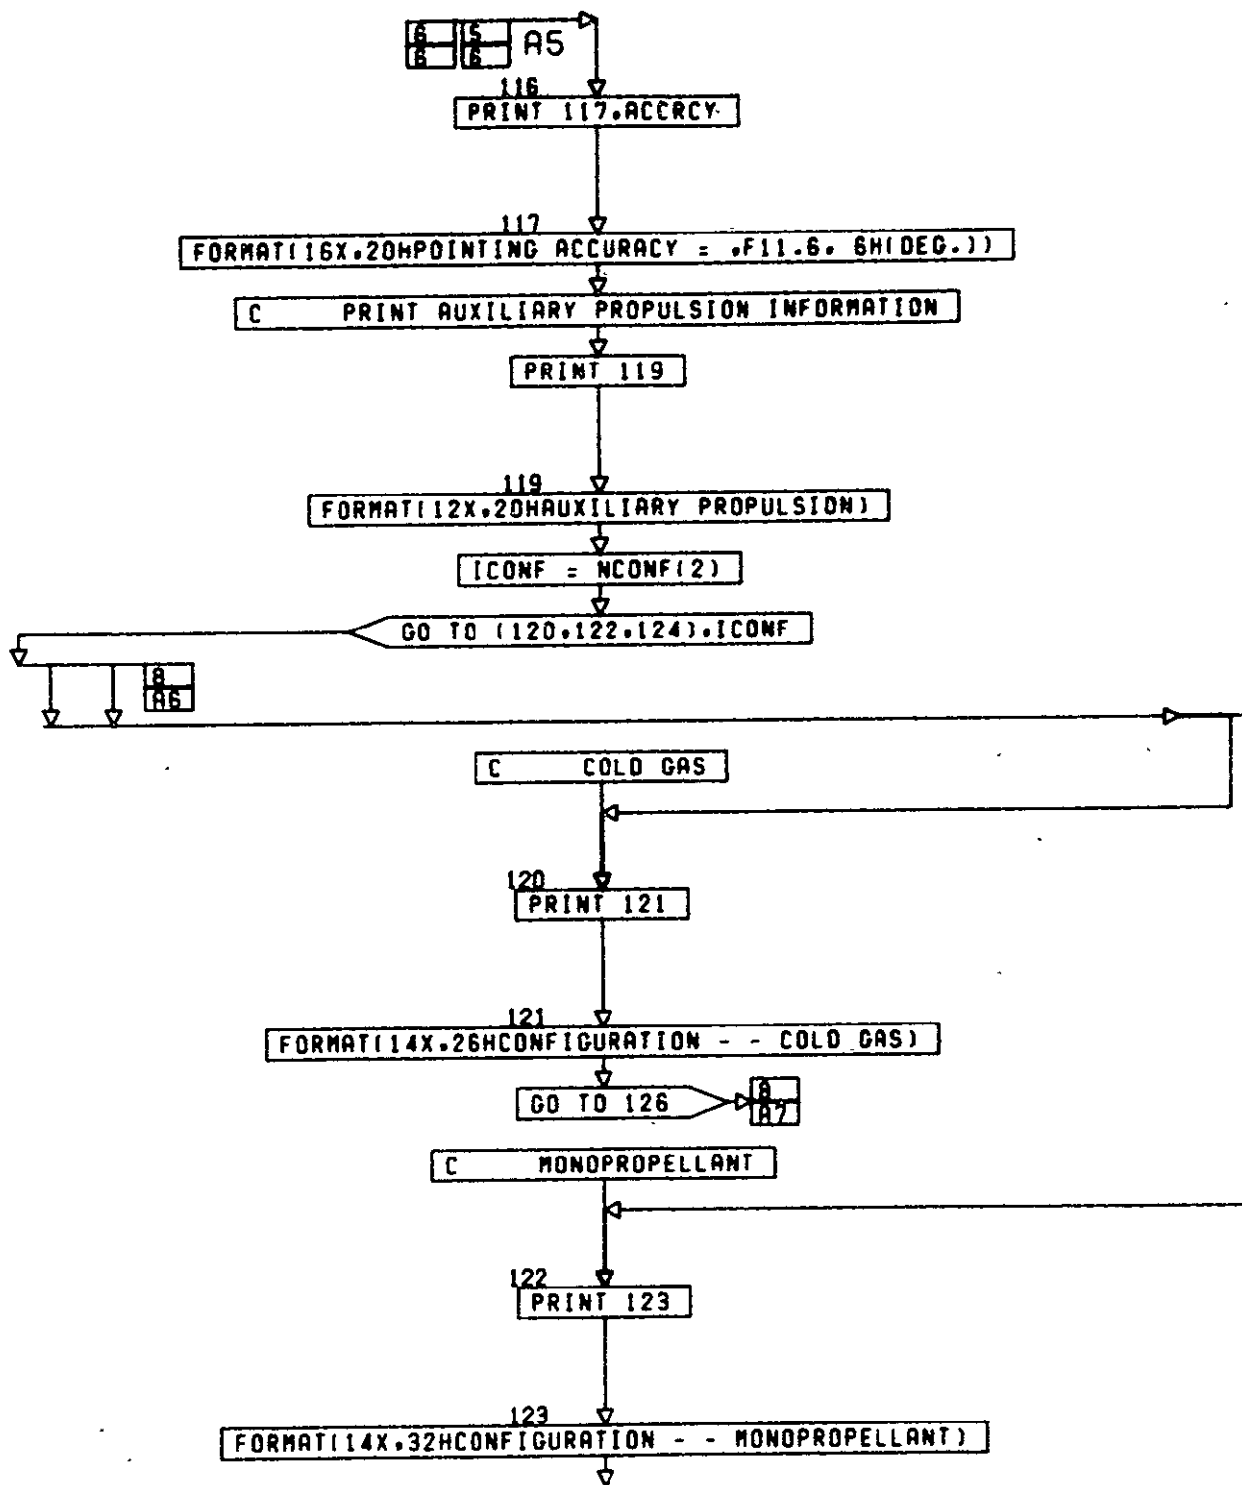 6 5 A5
6 6
116
PRINT 117,ACCRCY
117
FORMAT(16X,20HPOINTING ACCURACY = ,F11.6, 6H(DEG.))
C PRINT AUXILIARY PROPULSION INFORMATION
PRINT 119
119
FORMAT(12X,20HAUXILIARY PROPULSION)
ICONF = NCONF(2)
GO TO (120,122,124),ICONF
8
A6
C COLD GAS
120
PRINT 121
121
FORMAT(14X,26HCONFIGURATION - - COLD GAS)
GO TO 126
8
A7
C MONOPROPELLANT
122
PRINT 123
123
FORMAT(14X,32HCONFIGURATION - - MONOPROPELLANT)